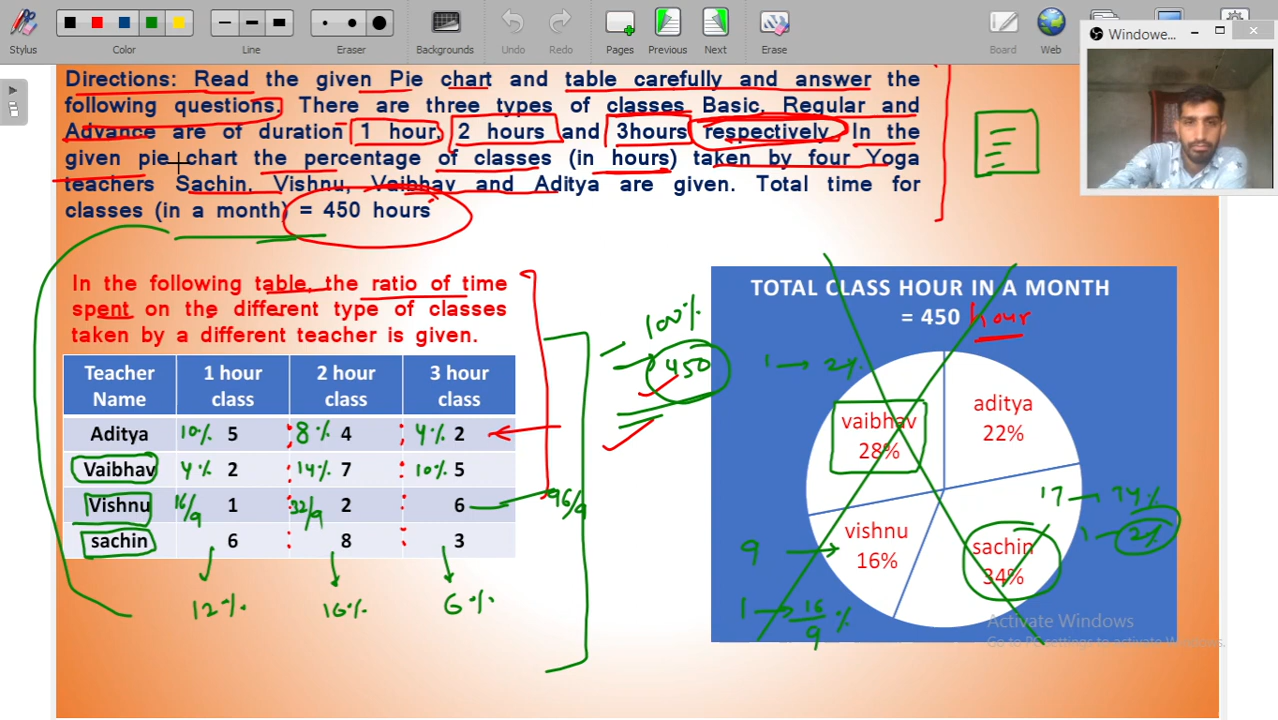 Stylus
Color
Line
Eraser
Backgrounds
Undo
Redo
Pages
Previous
Next
Erase
Board
Web
Windowe...
Directions: Read the given Pie chart and table carefully and answer the
following questions. There are three types of classes Basic, Regular and
Advance are of duration 1 hour, 2 hours and 3hours respectively. In the
given pie chart the percentage of classes (in hours) taken by four Yoga
teachers Sachin, Vishnu, Vaibhav and Aditya are given. Total time for
classes (in a month) = 450 hours
In the following table, the ratio of time
spent on the different type of classes
taken by a different teacher is given.
Teacher Name 1 hour class 2 hour class 3 hour class
Aditya 10% 5 : 8% 4 : 4% 2
Vaibhav 4% 2 : 14% 7 : 10% 5
Vishnu 16/9 1 : 32/9 2 : 6 96/9
sachin 6 : 8 : 3
12% 16% 6%
100%
450
TOTAL CLASS HOUR IN A MONTH
= 450 hour
1 → 2%
vaibhav
28%
aditya
22%
vishnu
16%
sachin
34%
17 → 34%
1 → 2%
9 →
1 → 16/9 %
Activate Windows
Go to PC settings to activate Windows.